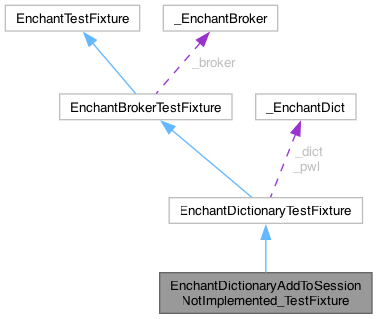 EnchantTestFixture
_EnchantBroker
_broker
EnchantBrokerTestFixture
_EnchantDict
_dict
_pwl
EnchantDictionaryTestFixture
EnchantDictionaryAddToSession
NotImplemented_TestFixture